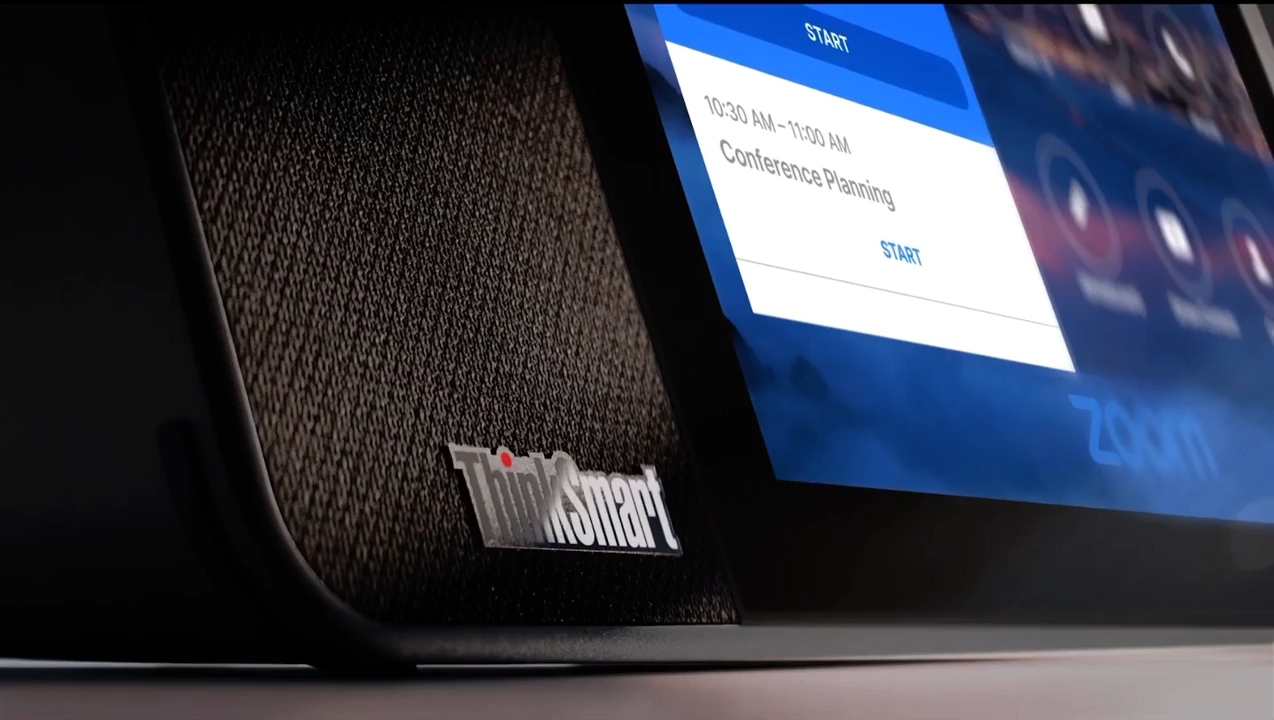 START
10:30 AM – 11:00 AM
Conference Planning
START
zoom
ThinkSmart